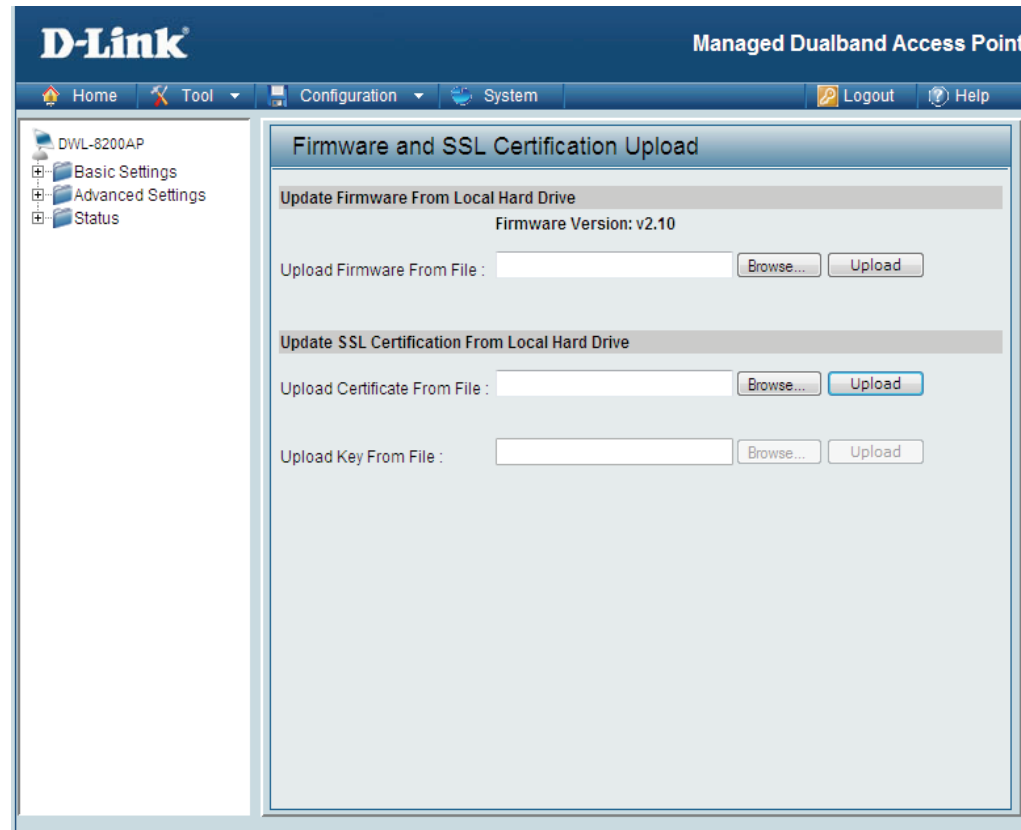 D-Link
Managed Dualband Access Point
Home Tool Configuration System Logout Help
DWL-8200AP
Basic Settings
Advanced Settings
Status
Firmware and SSL Certification Upload
Update Firmware From Local Hard Drive
Firmware Version: v2.10
Upload Firmware From File : Browse... Upload
Update SSL Certification From Local Hard Drive
Upload Certificate From File : Browse... Upload
Upload Key From File : Browse... Upload